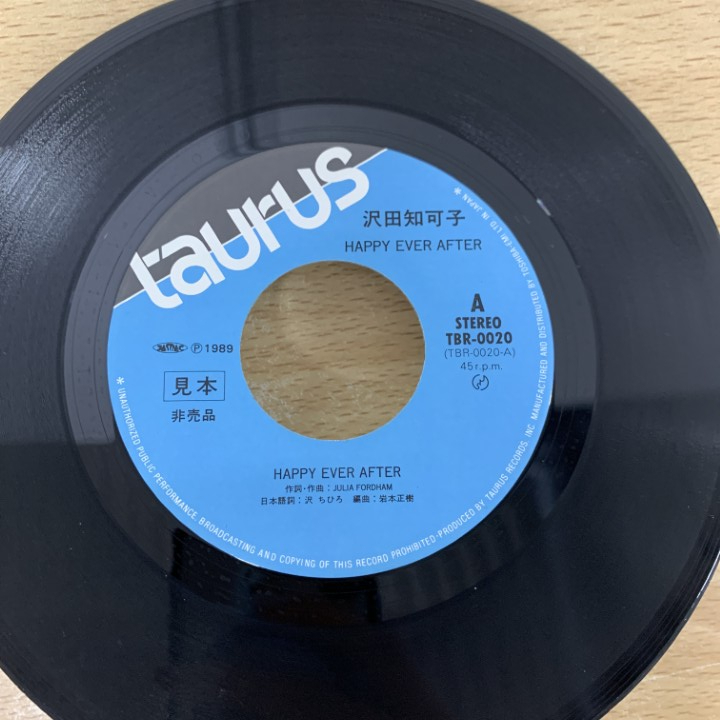 taurus
沢田知可子
HAPPY EVER AFTER
A
STEREO
TBR-0020
(TBR-0020-A)
45r.p.m.
JASRAC Ⓟ1989
見本
非売品
HAPPY EVER AFTER
作詞・作曲:JULIA FORDHAM
日本語詞:沢 ちひろ 編曲:岩本正樹
* UNAUTHORIZED PUBLIC PERFORMANCE, BROADCASTING AND COPYING OF THIS RECORD PROHIBITED·PRODUCED BY TAURUS RECORDS, INC. MANUFACTURED AND DISTRIBUTED BY TOSHIBA-EMI LTD. IN JAPAN *